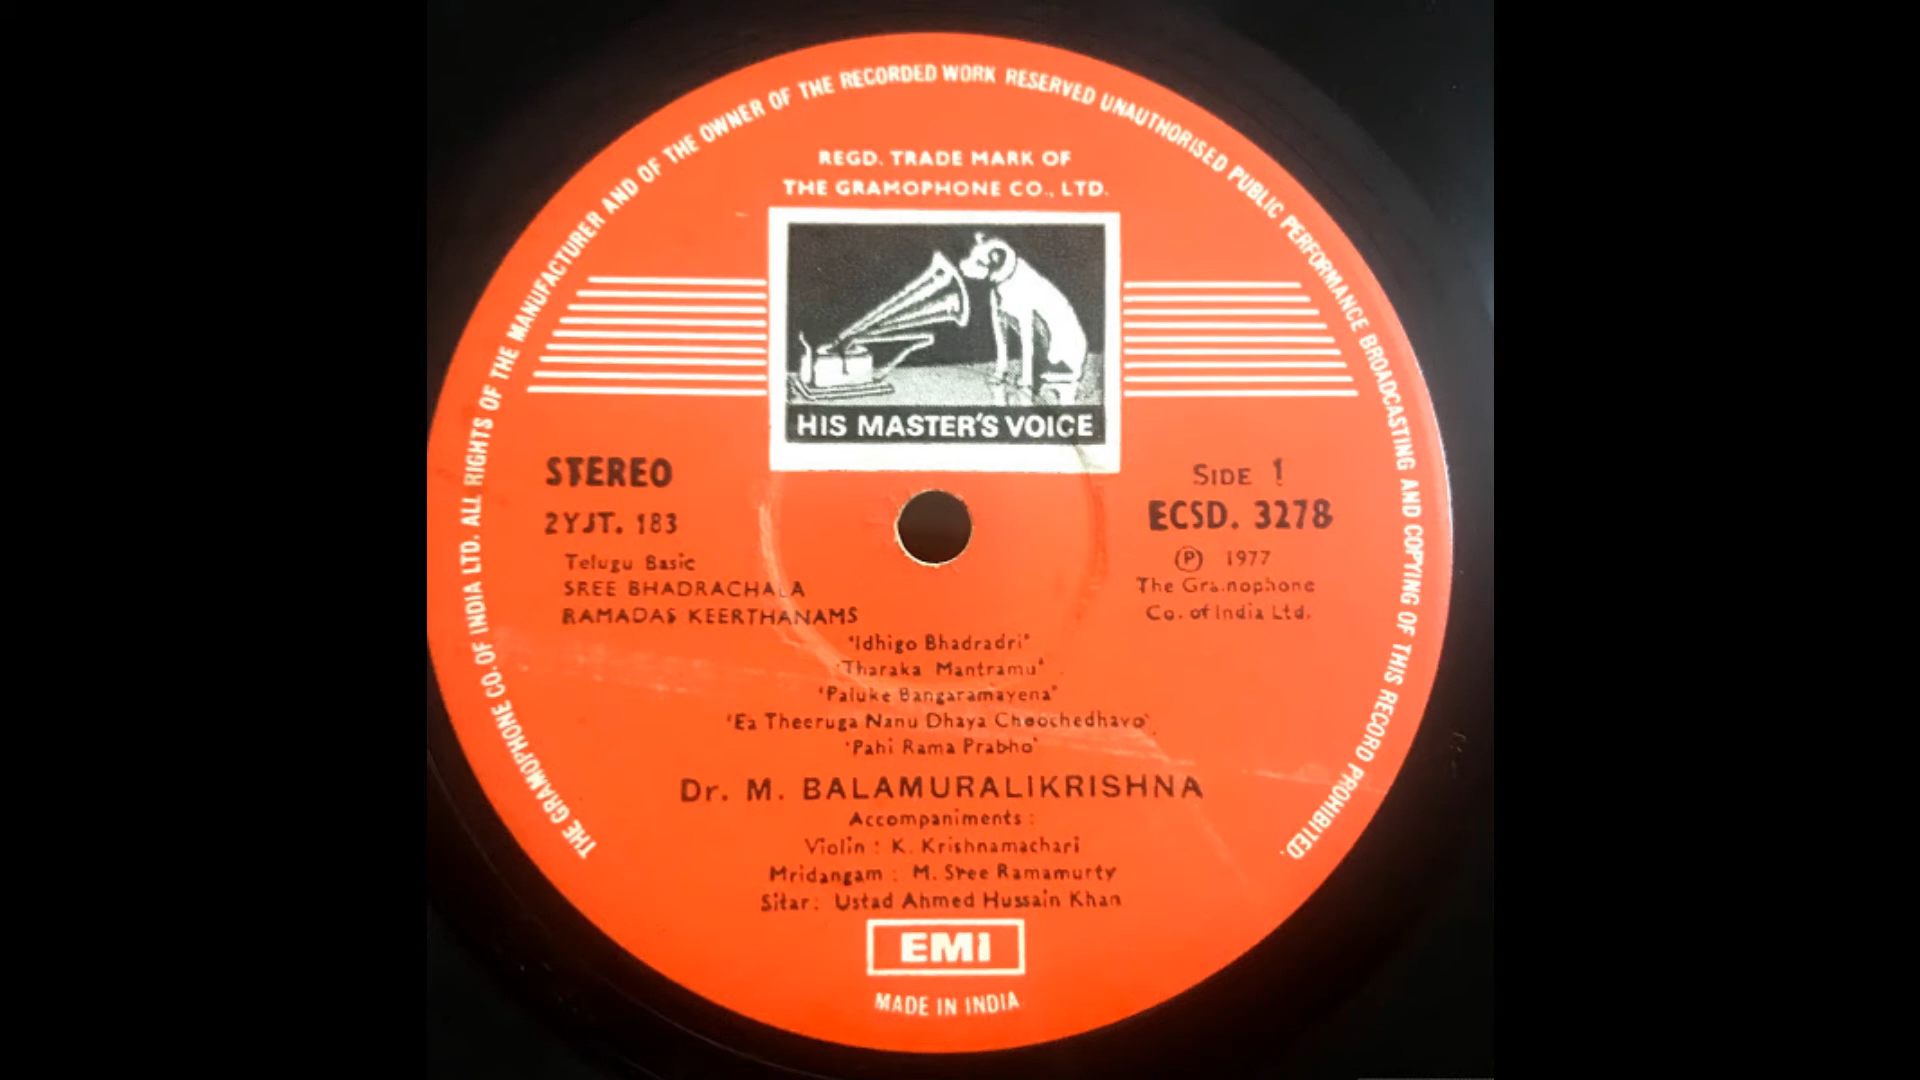 THE GRAMOPHONE CO. OF INDIA LTD. ALL RIGHTS OF THE MANUFACTURER AND OF THE OWNER OF THE RECORDED WORK RESERVED UNAUTHORISED PUBLIC PERFORMANCE BROADCASTING AND COPYING OF THIS RECORD PROHIBITED.
REGD. TRADE MARK OF
THE GRAMOPHONE CO., LTD.
HIS MASTER'S VOICE
STEREO
2YJT. 183
Telugu Basic
SREE BHADRACHALA
RAMADAS KEERTHANAMS
SIDE 1
ECSD. 3278
Ⓟ 1977
The Gramophone
Co. of India Ltd.
'Idhigo Bhadradri'
'Tharaka Mantramu'
'Paluke Bangaramayena'
'Ea Theeruga Nanu Dhaya Choochedhavo'
'Pahi Rama Prabho'
Dr. M. BALAMURALIKRISHNA
Accompaniments :
Violin : K. Krishnamachari
Mridangam : M. Sree Ramamurty
Sitar : Ustad Ahmed Hussain Khan
EMI
MADE IN INDIA